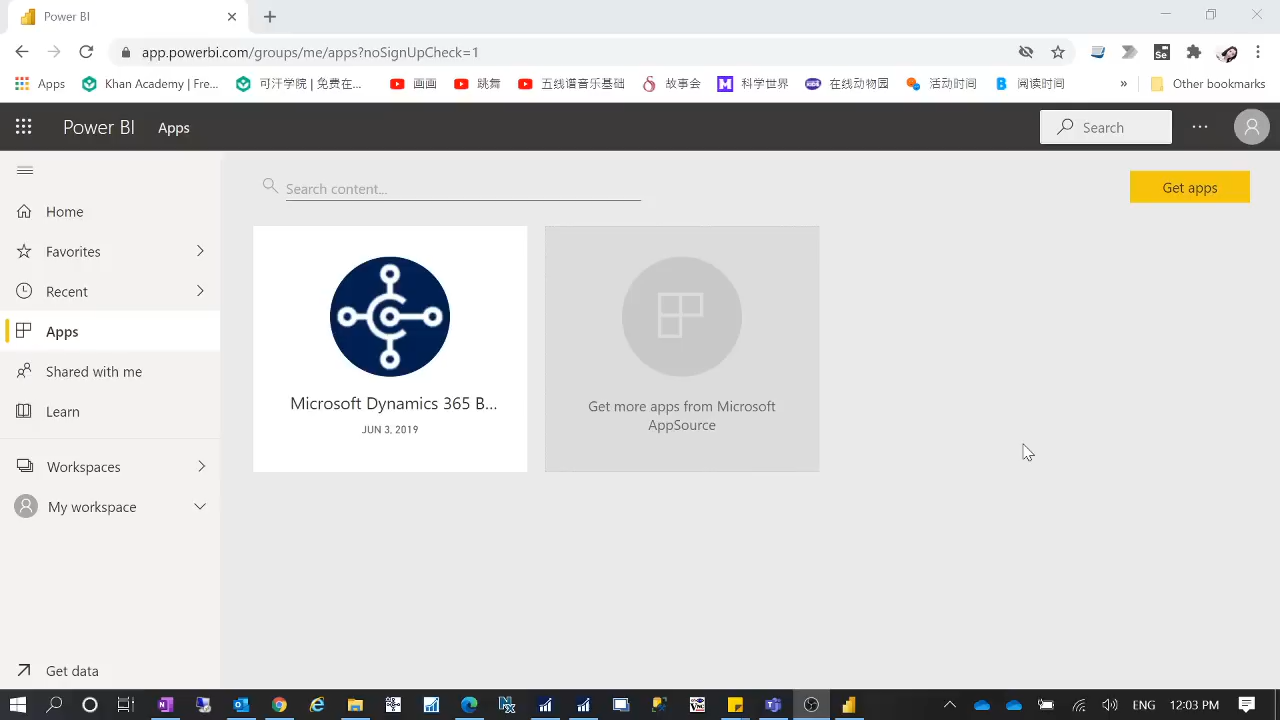 Power BI
app.powerbi.com/groups/me/apps?noSignUpCheck=1
Se
Apps
Khan Academy | Fre...
可汗学院 | 免费在...
画画
跳舞
五线谱音乐基础
故事会
科学世界
在线动物园
活动时间
阅读时间
»
Other bookmarks
Power BI
Apps
Search
Home
Favorites
Recent
Apps
Shared with me
Learn
Workspaces
My workspace
Get data
Search content...
Get apps
Microsoft Dynamics 365 B...
JUN 3, 2019
Get more apps from Microsoft
AppSource
ENG
12:03 PM